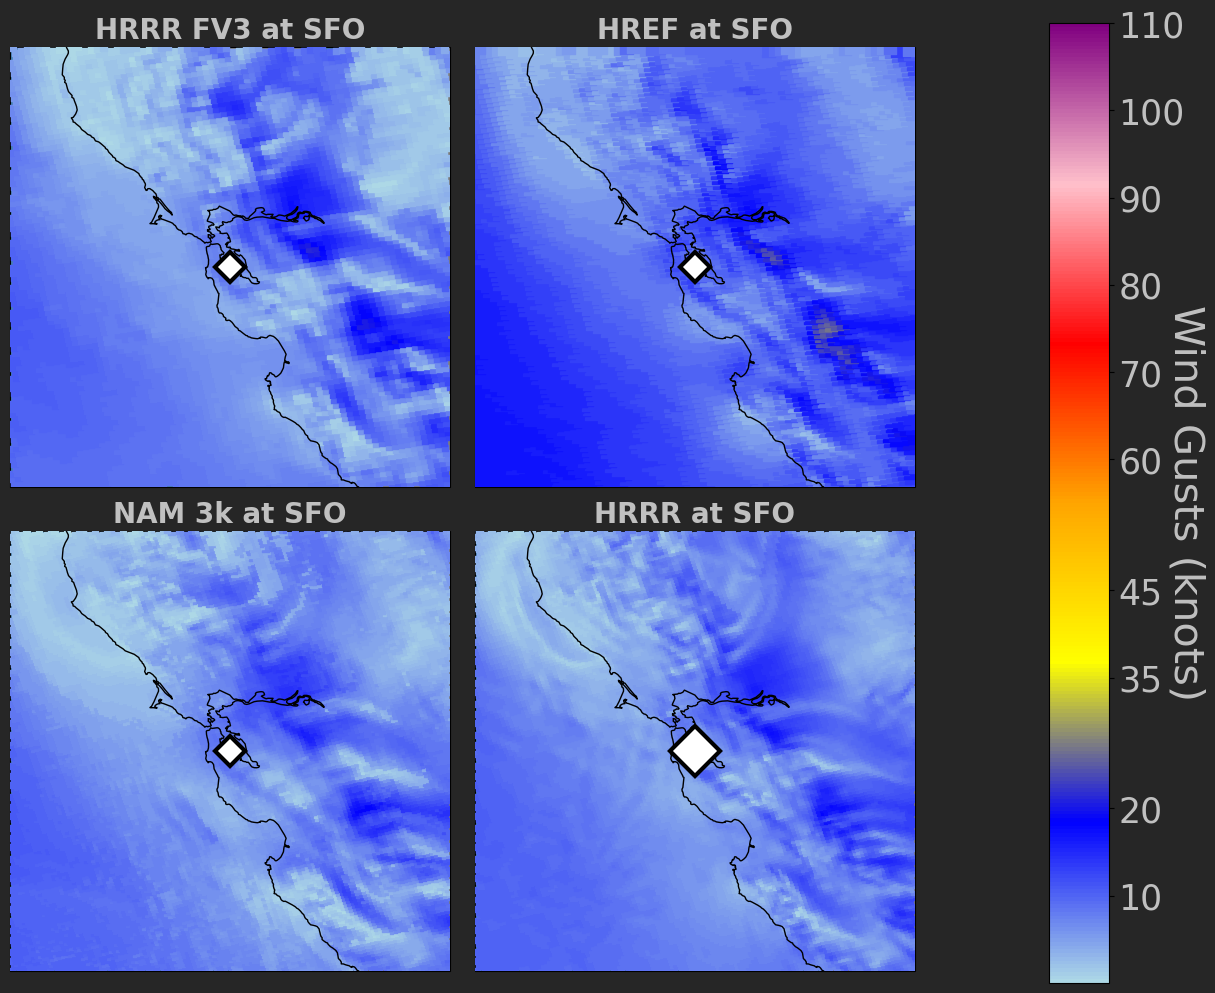 HRRR FV3 at SFO
HREF at SFO
NAM 3k at SFO
HRRR at SFO
110
100
90
80
70
60
45
35
20
10
Wind Gusts (knots)